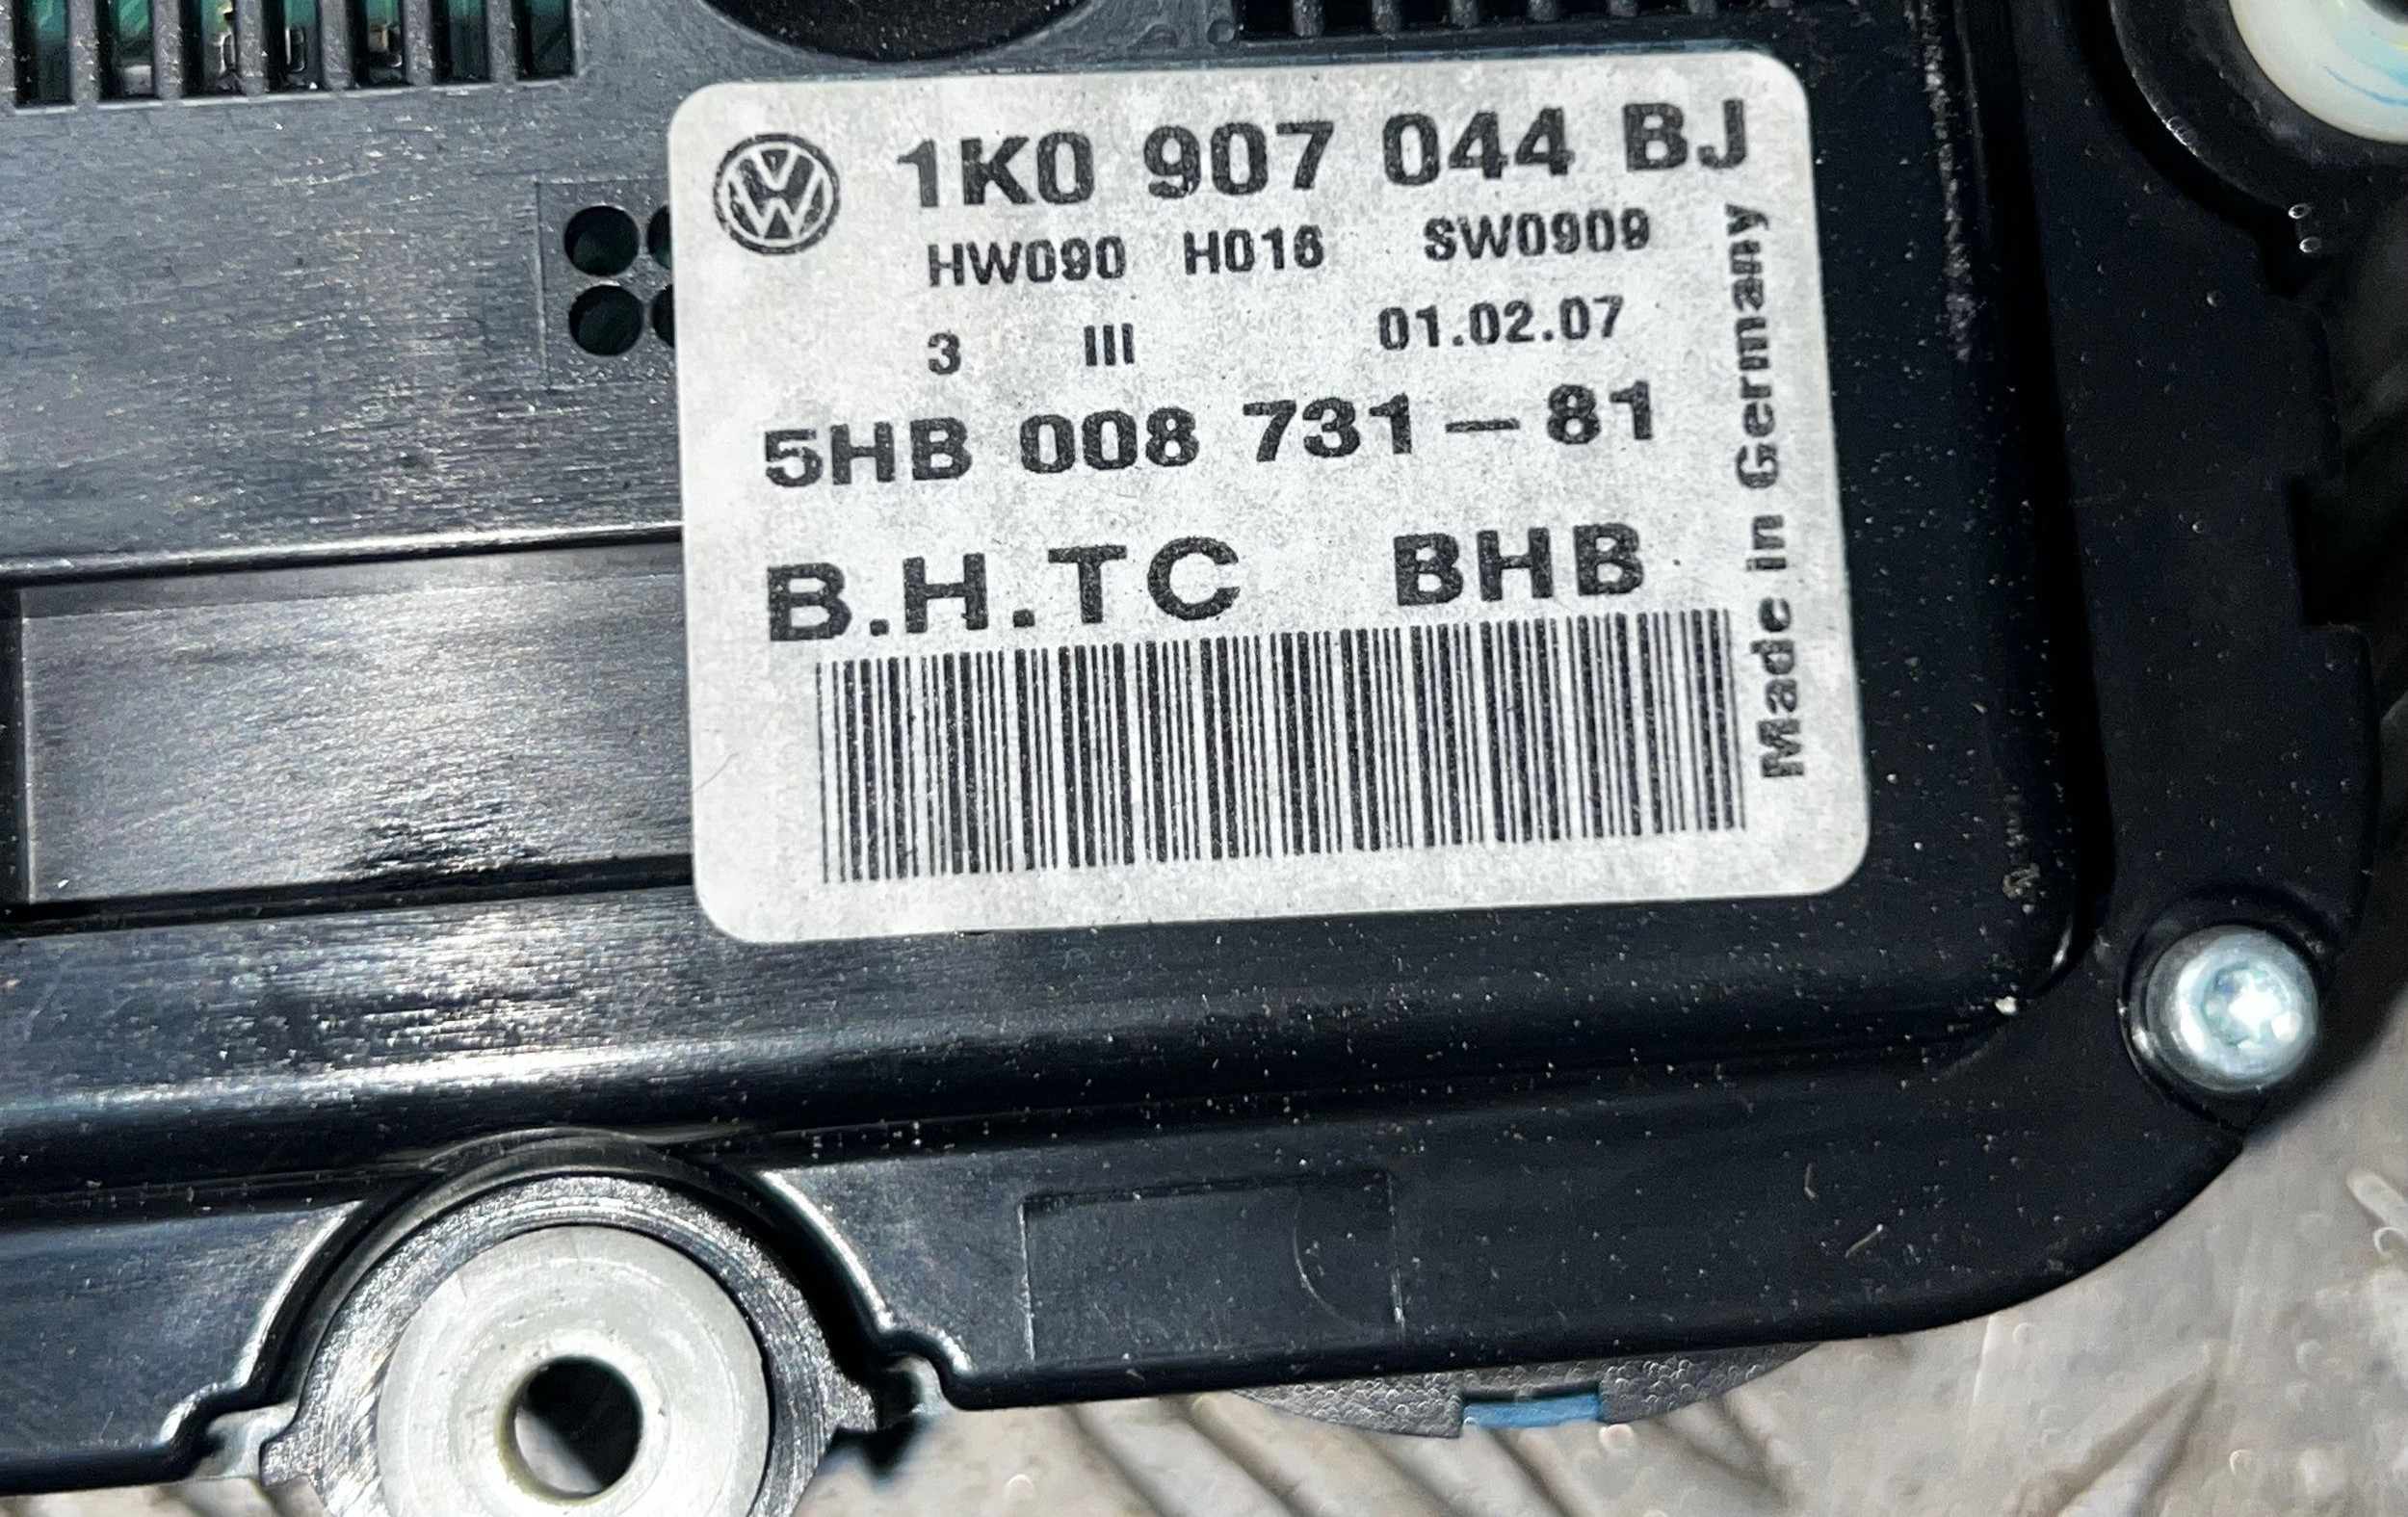 1K0 907 044 BJ
HW090 H016 SW0909
3 III 01.02.07
5HB 008 731-81
B.H.TC BHB
Made in Germany